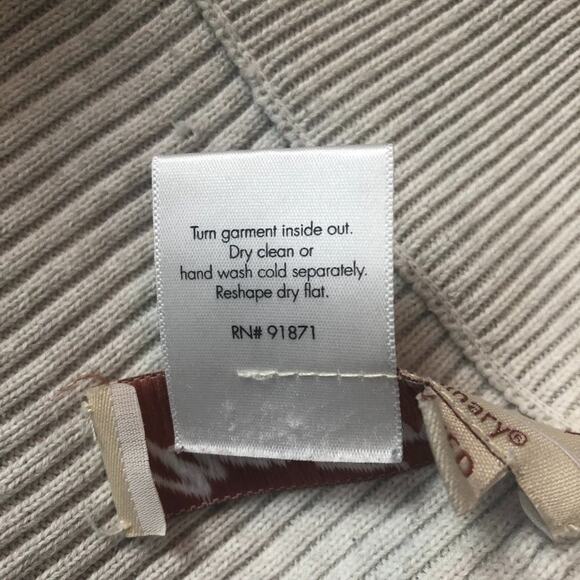 Turn garment inside out.
Dry clean or
hand wash cold separately.
Reshape dry flat.
RN# 91871